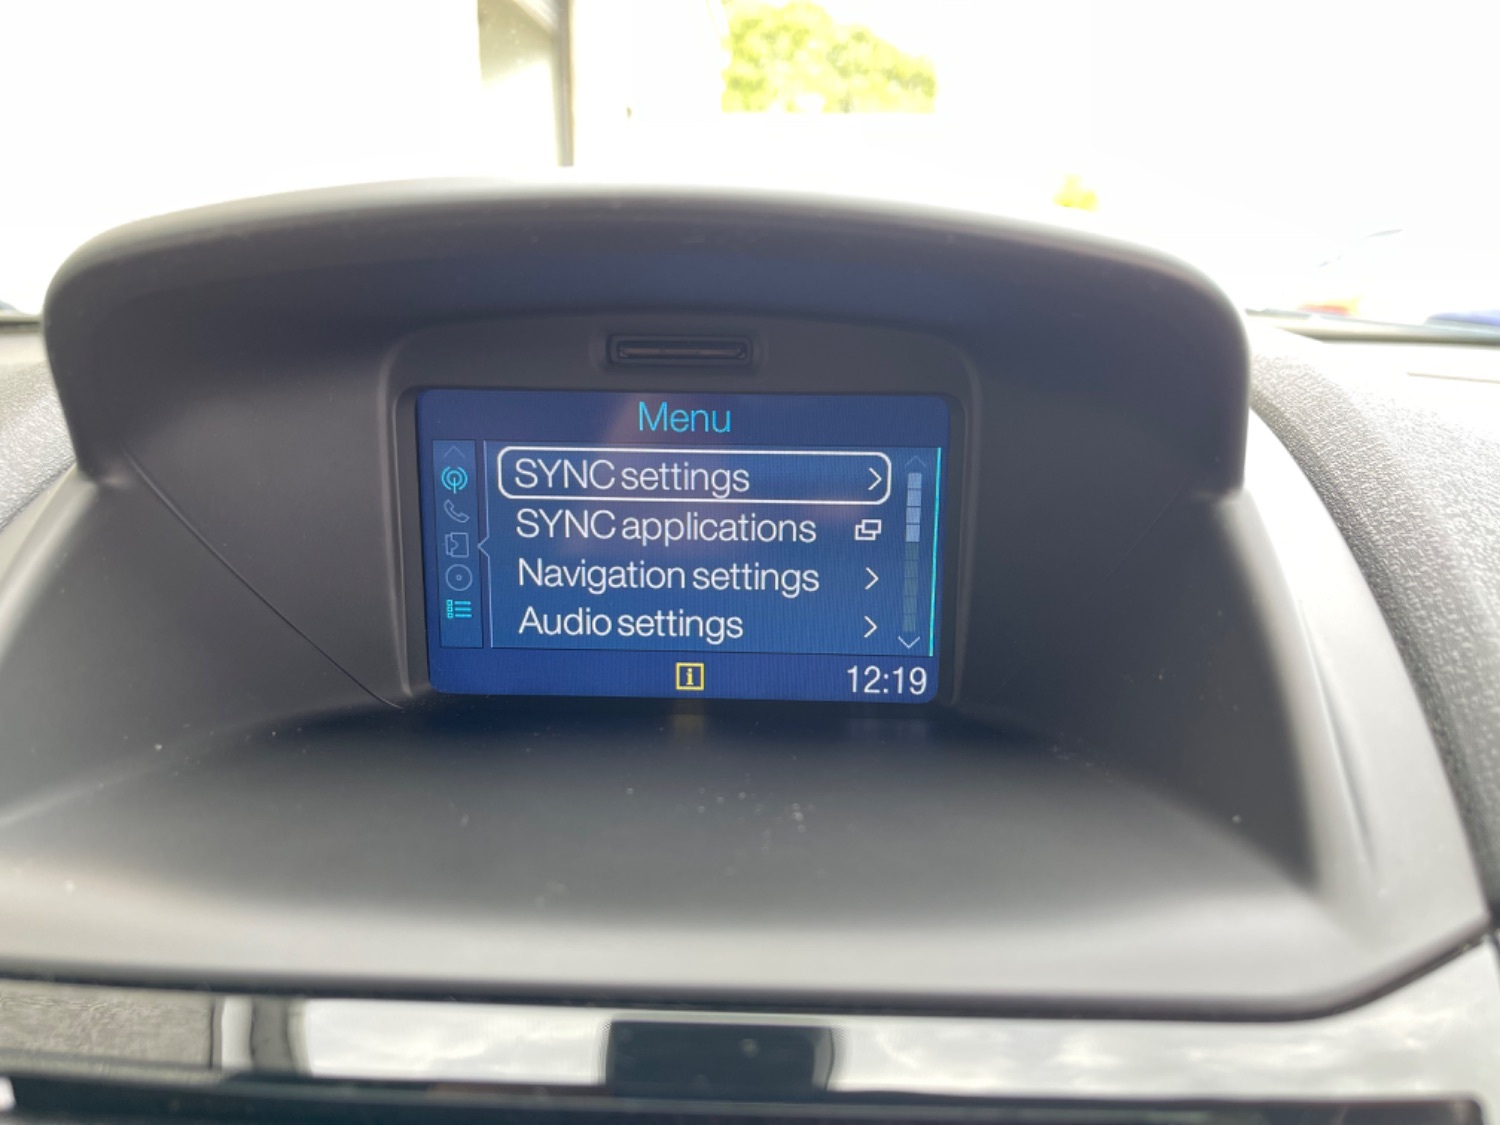 Menu
SYNC settings
SYNC applications
Navigation settings
Audio settings
i
12:19